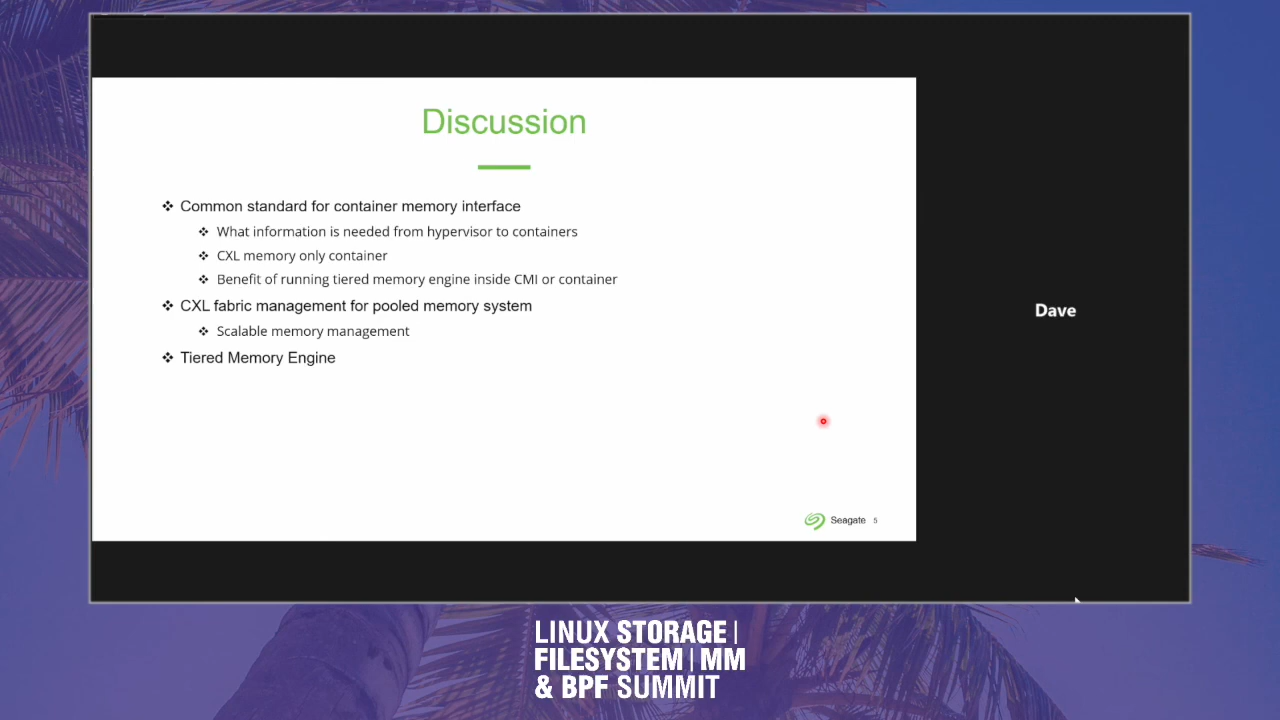 Discussion
❖ Common standard for container memory interface
❖ What information is needed from hypervisor to containers
❖ CXL memory only container
❖ Benefit of running tiered memory engine inside CMI or container
❖ CXL fabric management for pooled memory system
❖ Scalable memory management
❖ Tiered Memory Engine
Seagate 5
Dave
LINUX STORAGE |
FILESYSTEM | MM
& BPF SUMMIT